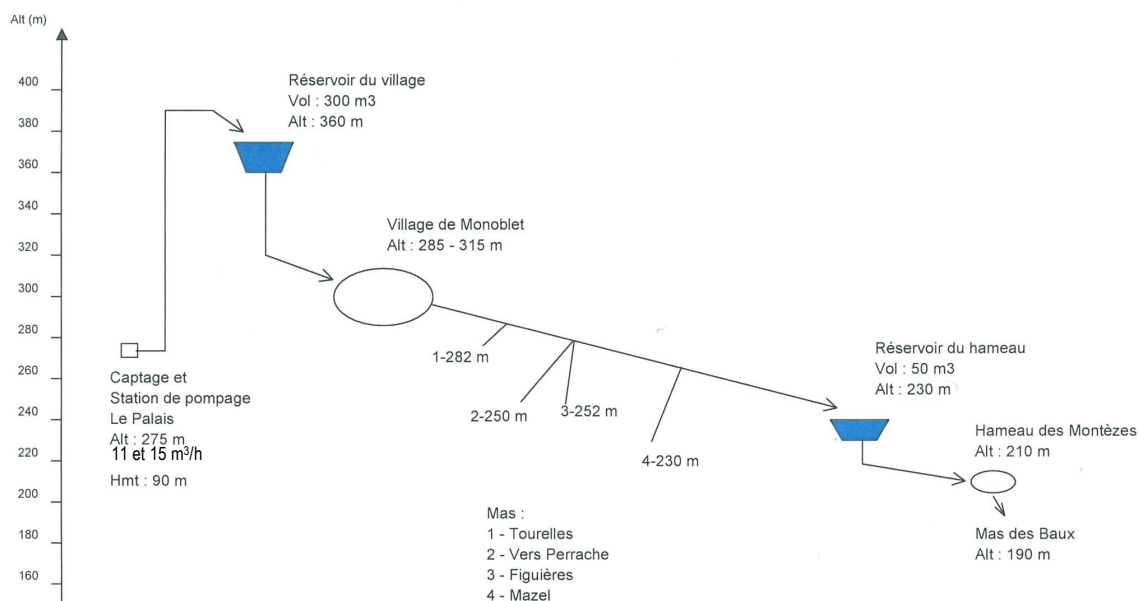 Alt (m)
400
380
360
340
320
300
280
260
240
220
200
180
160
Réservoir du village
Vol : 300 m3
Alt : 360 m
Village de Monoblet
Alt : 285 - 315 m
Captage et
Station de pompage
Le Palais
Alt : 275 m
11 et 15 m³/h
Hmt : 90 m
1-282 m
2-250 m
3-252 m
4-230 m
Réservoir du hameau
Vol : 50 m3
Alt : 230 m
Hameau des Montèzes
Alt : 210 m
Mas des Baux
Alt : 190 m
Mas :
1 - Tourelles
2 - Vers Perrache
3 - Figuières
4 - Mazel